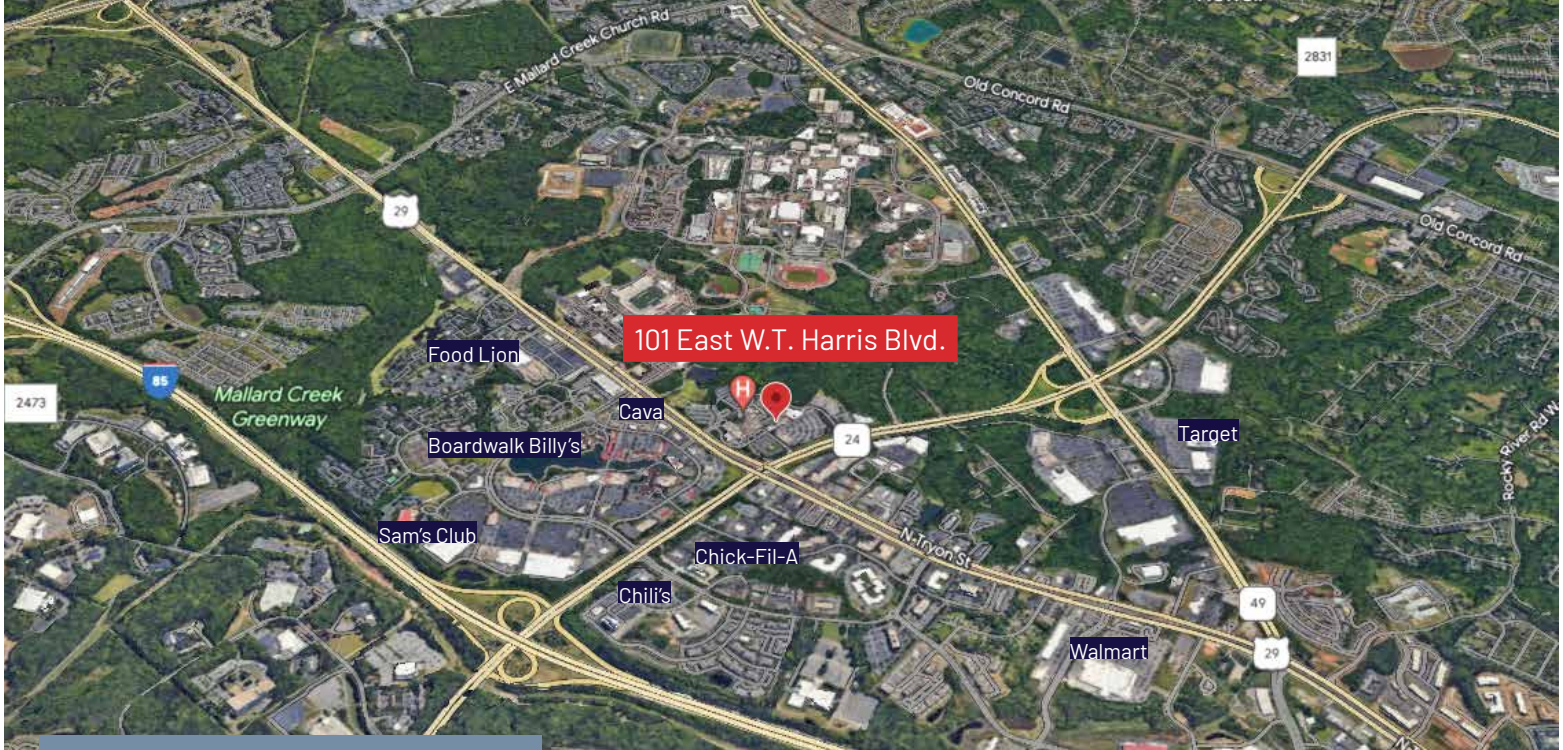 E Mallard Creek Church Rd
2831
Old Concord Rd
29
Old Concord Rd
101 East W.T. Harris Blvd.
Food Lion
85
Mallard Creek
Greenway
2473
H
Cava
24
Target
Boardwalk Billy's
Rocky River Rd W
Sam's Club
Chick-Fil-A
N Tryon St
Chili's
49
Walmart
29